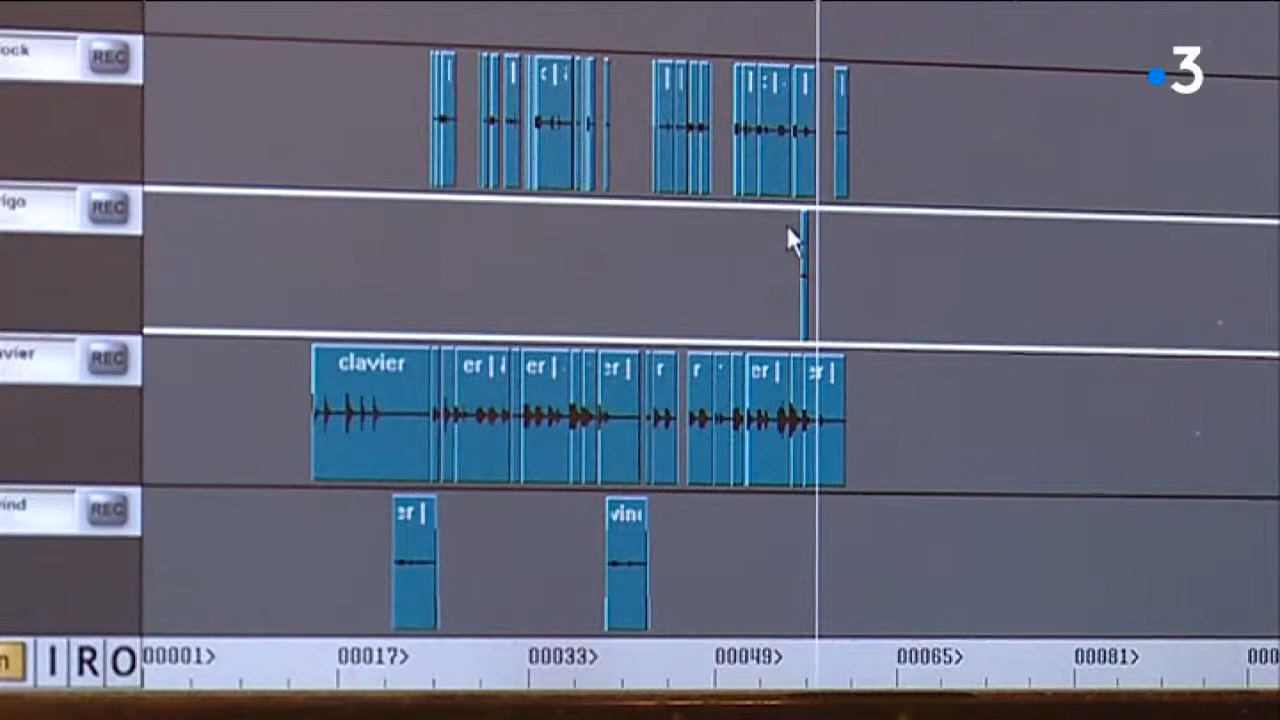 ock REC
3
rigo REC
vier REC
clavier er | er | er | r r er | er |
vind REC
er | vin
n I R O 00001> 00017> 00033> 00049> 00065> 00081> 000